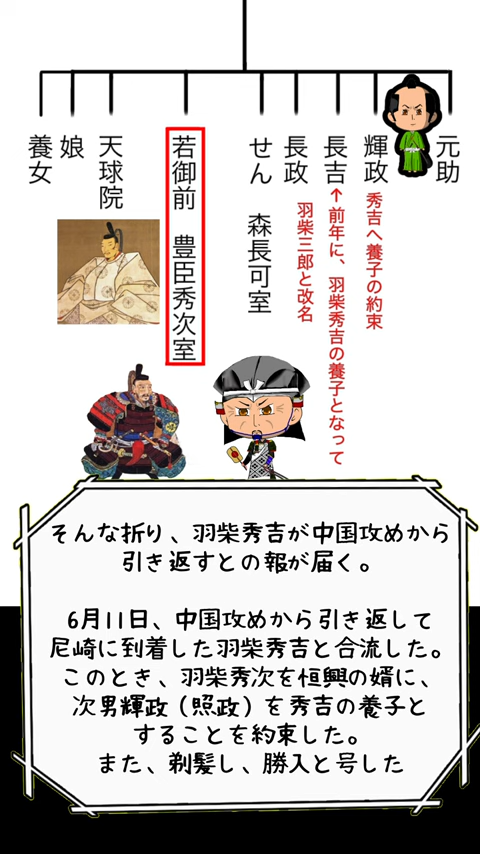 元助
輝政
秀吉へ養子の約束
長吉
↑前年に、羽柴秀吉の養子となって
羽柴三郎と改名
長政
せん 森長可室
若御前 豊臣秀次室
天球院
娘
養女
そんな折り、羽柴秀吉が中国攻めから
引き返すとの報が届く。
6月11日、中国攻めから引き返して
尼崎に到着した羽柴秀吉と合流した。
このとき、羽柴秀次を恒興の婿に、
次男輝政（照政）を秀吉の養子と
することを約束した。
また、剃髪し、勝入と号した